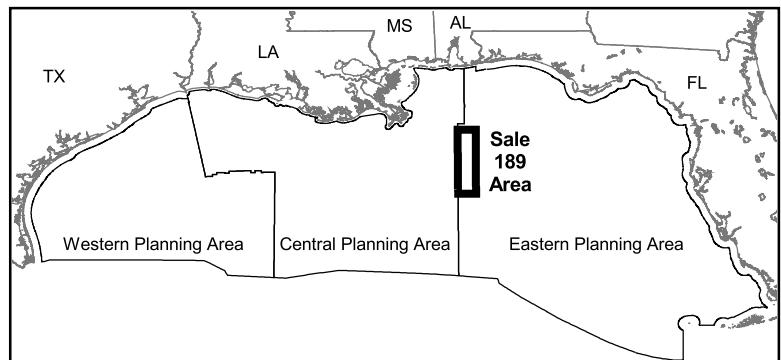 MS
AL
LA
TX
FL
Sale
189
Area
Western Planning Area
Central Planning Area
Eastern Planning Area